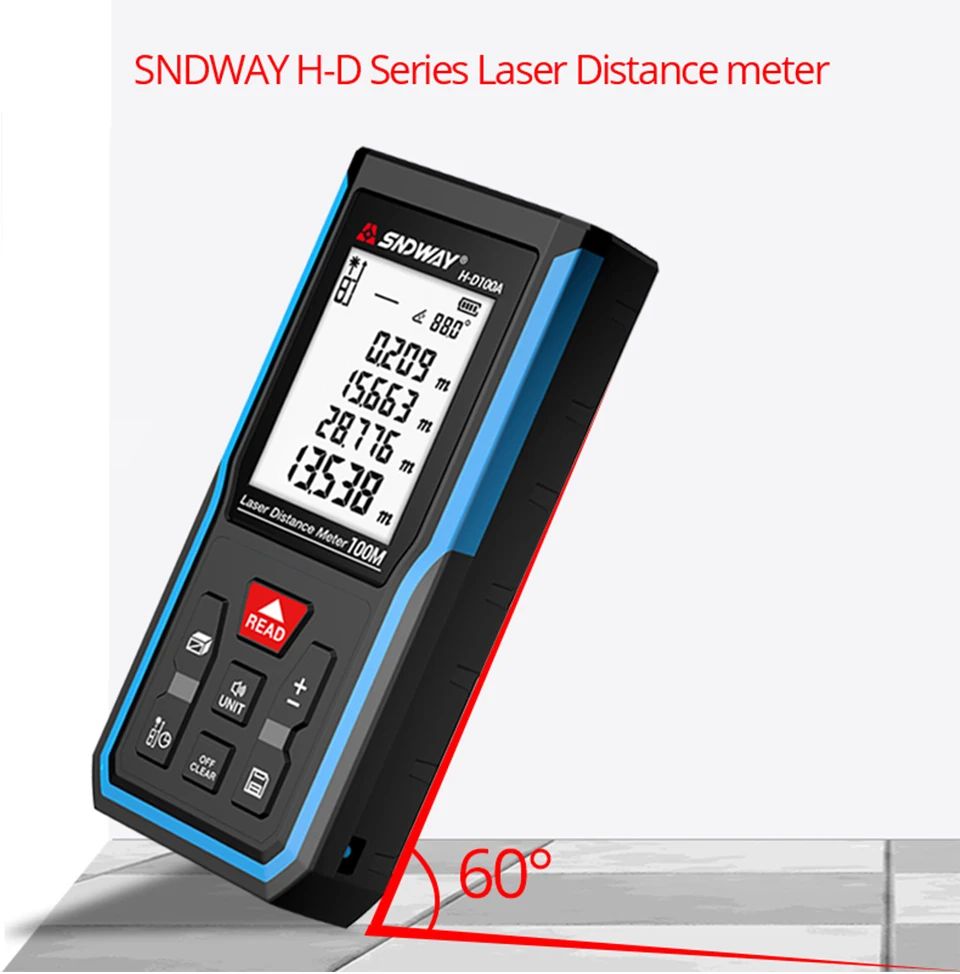 SNDWAY H-D Series Laser Distance meter
SNDWAY®
H-D100A
88.0°
0.209 m
15.663 m
28.776 m
13.538 m
Laser Distance Meter 100M
READ
UNIT
+
−
OFF
CLEAR
60°